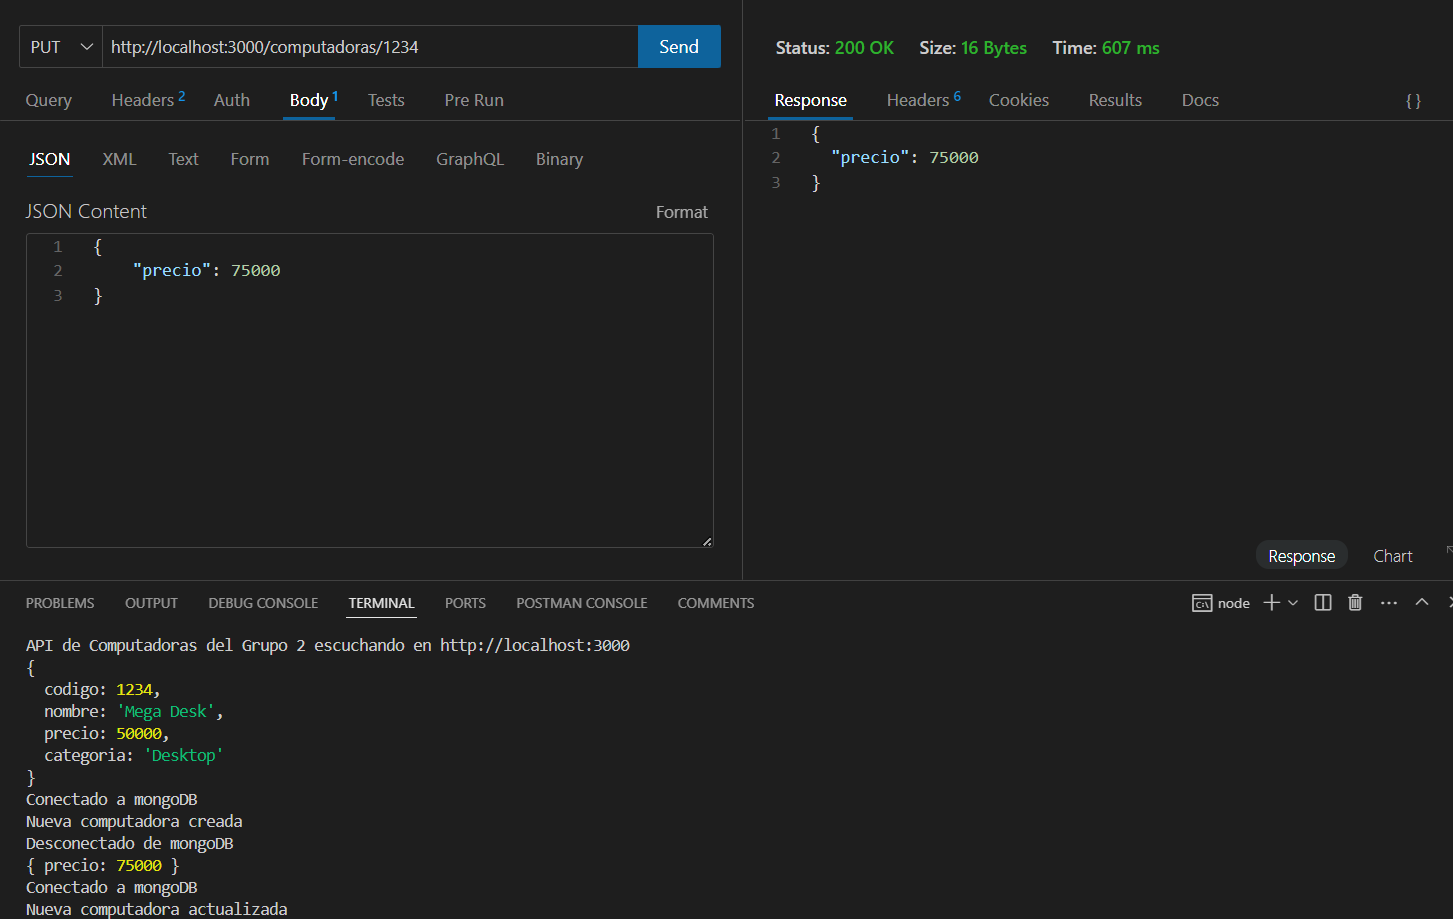 PUT http://localhost:3000/computadoras/1234 Send
Query Headers 2 Auth Body 1 Tests Pre Run
JSON XML Text Form Form-encode GraphQL Binary
JSON Content Format
1 {
2 "precio": 75000
3 }
Status: 200 OK Size: 16 Bytes Time: 607 ms
Response Headers 6 Cookies Results Docs { }
1 {
2 "precio": 75000
3 }
Response Chart
PROBLEMS OUTPUT DEBUG CONSOLE TERMINAL PORTS POSTMAN CONSOLE COMMENTS node
API de Computadoras del Grupo 2 escuchando en http://localhost:3000
{
codigo: 1234,
nombre: 'Mega Desk',
precio: 50000,
categoria: 'Desktop'
}
Conectado a mongoDB
Nueva computadora creada
Desconectado de mongoDB
{ precio: 75000 }
Conectado a mongoDB
Nueva computadora actualizada